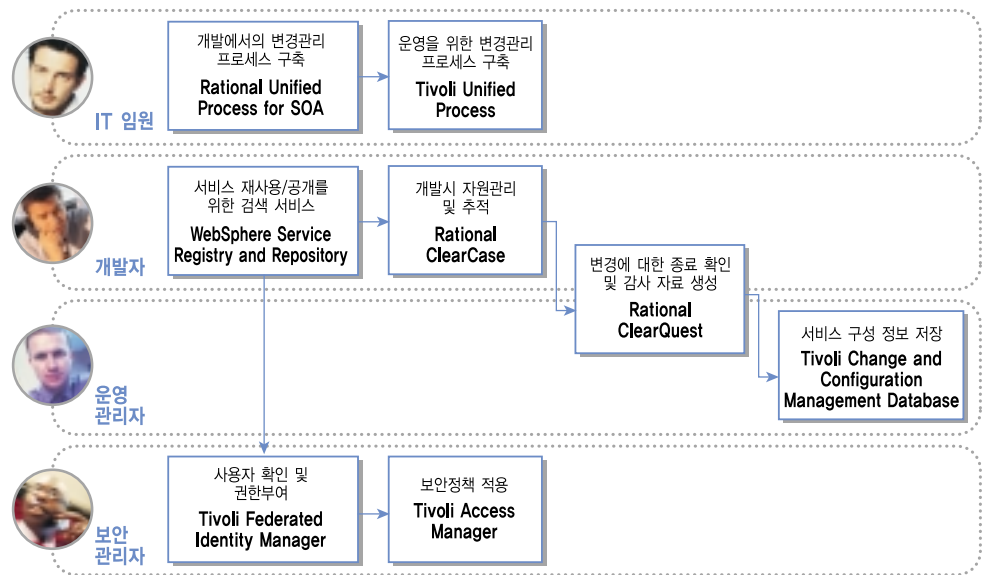 개발에서의 변경관리
프로세스 구축
Rational Unified
Process for SOA
운영을 위한 변경관리
프로세스 구축
Tivoli Unified
Process
IT 임원
서비스 재사용/공개를
위한 검색 서비스
WebSphere Service
Registry and Repository
개발시 자원관리
및 추적
Rational
ClearCase
개발자
변경에 대한 종료 확인
및 감사 자료 생성
Rational
ClearQuest
서비스 구성 정보 저장
Tivoli Change and
Configuration
Management Database
운영
관리자
사용자 확인 및
권한부여
Tivoli Federated
Identity Manager
보안정책 적용
Tivoli Access
Manager
보안
관리자